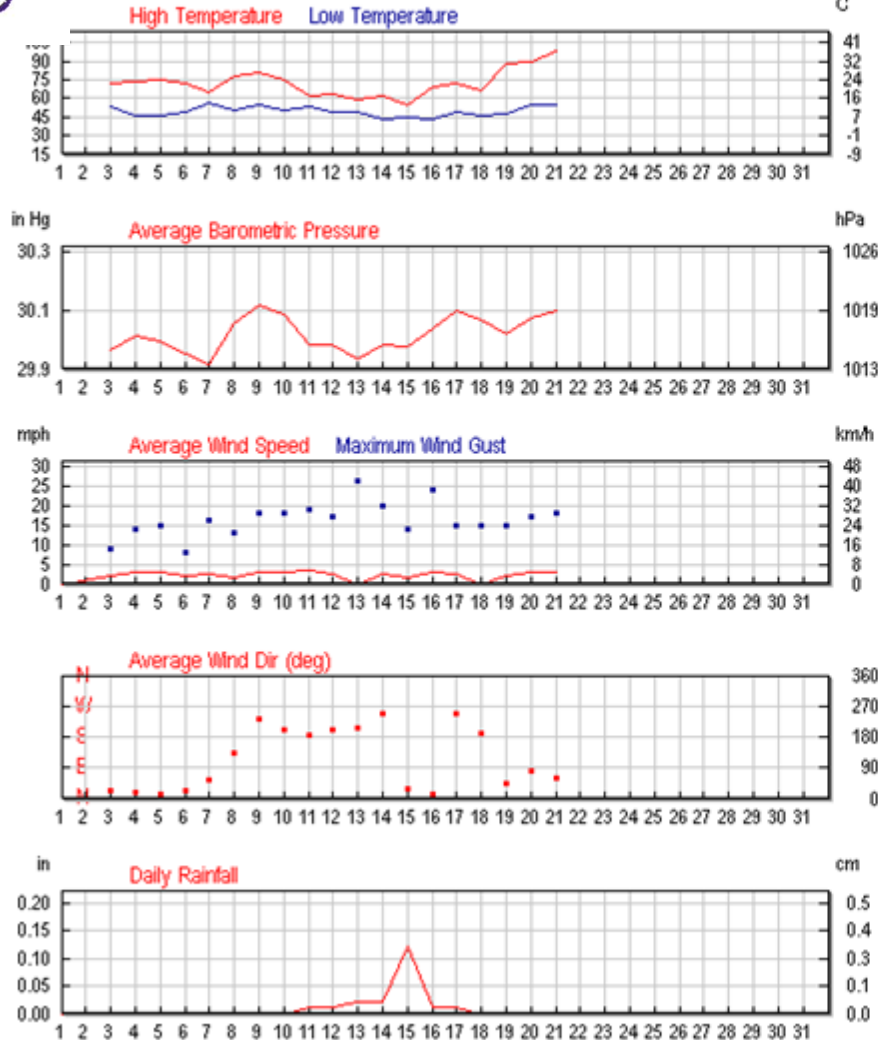 High Temperature Low Temperature C
90 32
75 24
60 16
45 7
30 -1
15 -9
41
1 2 3 4 5 6 7 8 9 10 11 12 13 14 15 16 17 18 19 20 21 22 23 24 25 26 27 28 29 30 31
in Hg Average Barometric Pressure hPa
30.3 1026
30.1 1019
29.9 1013
1 2 3 4 5 6 7 8 9 10 11 12 13 14 15 16 17 18 19 20 21 22 23 24 25 26 27 28 29 30 31
mph Average Wind Speed Maximum Wind Gust km/h
30 48
25 40
20 32
15 24
10 16
5 8
0 0
1 2 3 4 5 6 7 8 9 10 11 12 13 14 15 16 17 18 19 20 21 22 23 24 25 26 27 28 29 30 31
Average Wind Dir (deg)
N 360
W 270
S 180
E 90
N 0
1 2 3 4 5 6 7 8 9 10 11 12 13 14 15 16 17 18 19 20 21 22 23 24 25 26 27 28 29 30 31
in Daily Rainfall cm
0.20 0.5
0.15 0.4
0.10 0.3
0.05 0.1
0.00 0.0
1 2 3 4 5 6 7 8 9 10 11 12 13 14 15 16 17 18 19 20 21 22 23 24 25 26 27 28 29 30 31